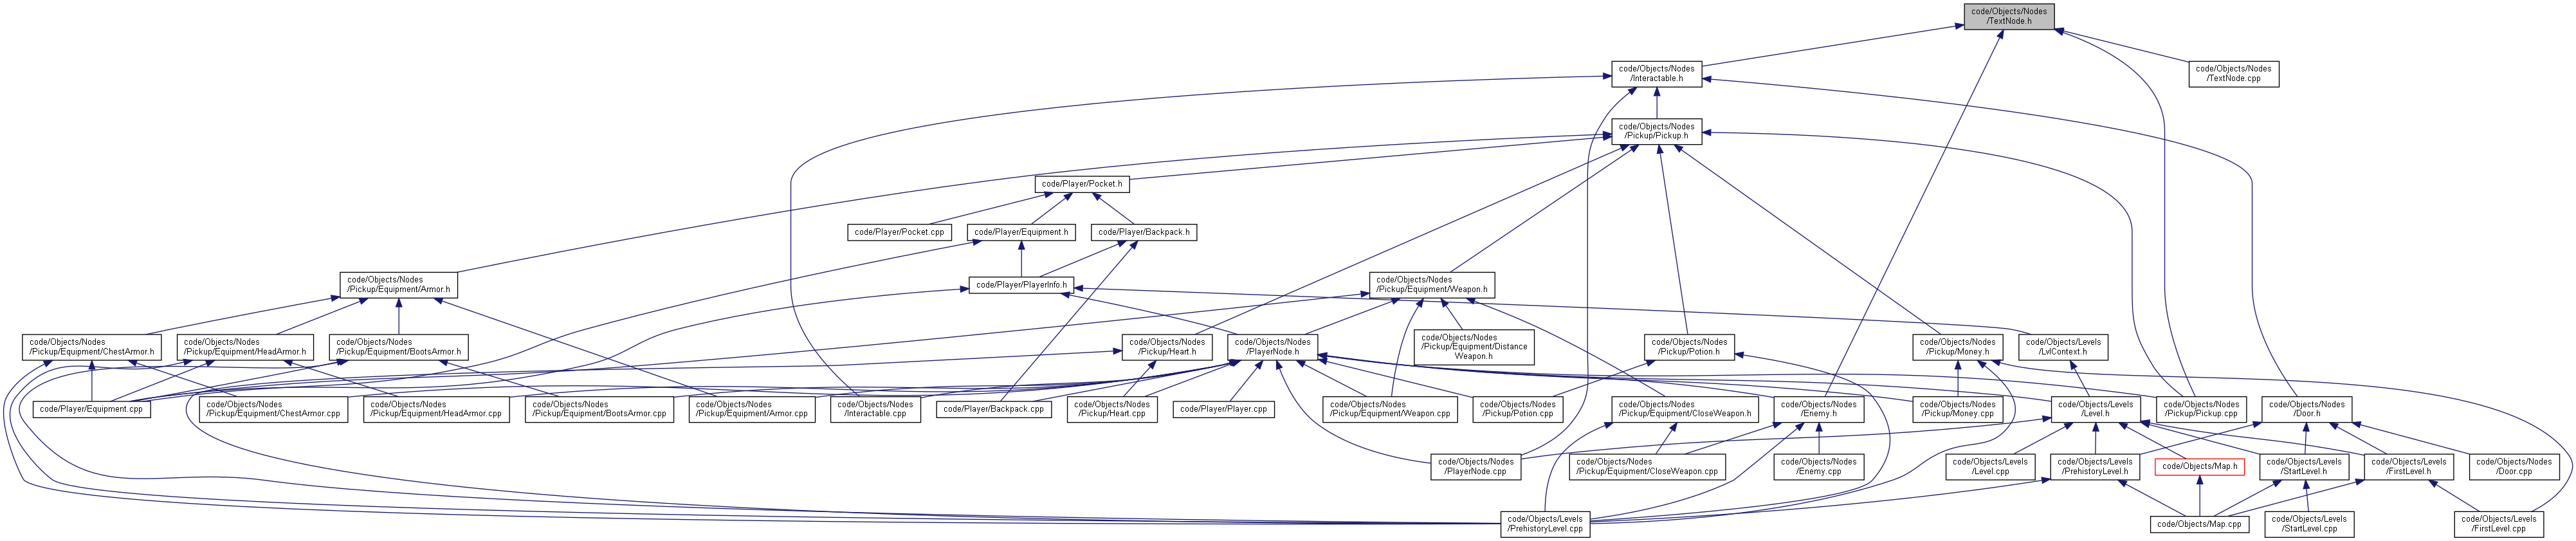 code/Objects/Nodes
/TextNode.h
code/Objects/Nodes
/Interactable.h
code/Objects/Nodes
/TextNode.cpp
code/Objects/Nodes
/Pickup/Pickup.h
code/Player/Pocket.h
code/Player/Pocket.cpp
code/Player/Equipment.h
code/Player/Backpack.h
code/Objects/Nodes
/Pickup/Equipment/Armor.h
code/Player/PlayerInfo.h
code/Objects/Nodes
/Pickup/Equipment/Weapon.h
code/Objects/Nodes
/Pickup/Equipment/ChestArmor.h
code/Objects/Nodes
/Pickup/Equipment/HeadArmor.h
code/Objects/Nodes
/Pickup/Equipment/BootsArmor.h
code/Objects/Nodes
/Pickup/Heart.h
code/Objects/Nodes
/PlayerNode.h
code/Objects/Nodes
/Pickup/Equipment/Distance
Weapon.h
code/Objects/Nodes
/Pickup/Potion.h
code/Objects/Levels
/LvlContext.h
code/Objects/Nodes
/Pickup/Money.h
code/Player/Equipment.cpp
code/Objects/Nodes
/Pickup/Equipment/ChestArmor.cpp
code/Objects/Nodes
/Pickup/Equipment/HeadArmor.cpp
code/Objects/Nodes
/Pickup/Equipment/BootsArmor.cpp
code/Objects/Nodes
/Pickup/Equipment/Armor.cpp
code/Objects/Nodes
/Interactable.cpp
code/Player/Backpack.cpp
code/Objects/Nodes
/Pickup/Heart.cpp
code/Player/Player.cpp
code/Objects/Nodes
/Pickup/Equipment/Weapon.cpp
code/Objects/Nodes
/Pickup/Potion.cpp
code/Objects/Nodes
/Pickup/Equipment/CloseWeapon.h
code/Objects/Nodes
/Enemy.h
code/Objects/Nodes
/Pickup/Money.cpp
code/Objects/Levels
/Level.h
code/Objects/Nodes
/Pickup/Pickup.cpp
code/Objects/Nodes
/Door.h
code/Objects/Nodes
/PlayerNode.cpp
code/Objects/Nodes
/Pickup/Equipment/CloseWeapon.cpp
code/Objects/Nodes
/Enemy.cpp
code/Objects/Levels
/Level.cpp
code/Objects/Levels
/PrehistoryLevel.h
code/Objects/Map.h
code/Objects/Levels
/StartLevel.h
code/Objects/Levels
/FirstLevel.h
code/Objects/Nodes
/Door.cpp
code/Objects/Levels
/PrehistoryLevel.cpp
code/Objects/Map.cpp
code/Objects/Levels
/StartLevel.cpp
code/Objects/Levels
/FirstLevel.cpp